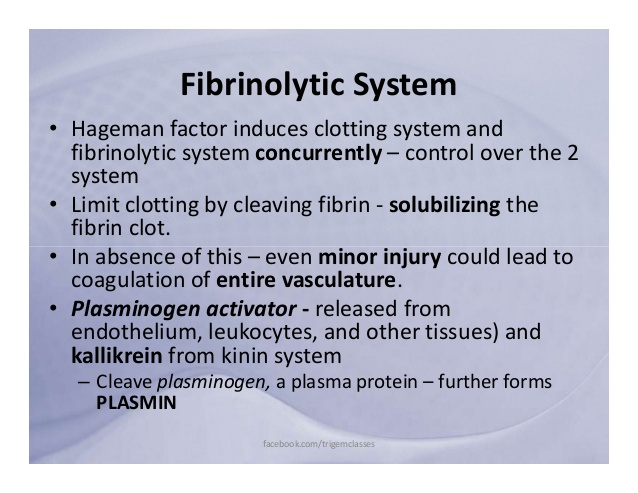 Fibrinolytic System
• Hageman factor induces clotting system and
fibrinolytic system concurrently – control over the 2
system
• Limit clotting by cleaving fibrin - solubilizing the
fibrin clot.
• In absence of this – even minor injury could lead to
coagulation of entire vasculature.
• Plasminogen activator - released from
endothelium, leukocytes, and other tissues) and
kallikrein from kinin system
– Cleave plasminogen, a plasma protein – further forms
PLASMIN
facebook.com/trigemclasses